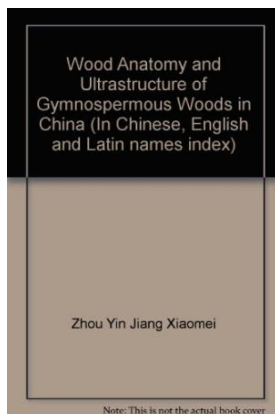 Wood Anatomy and
Ultrastructure of
Gymnospermous Woods in
China (In Chinese, English
and Latin names index)
Zhou Yin Jiang Xiaomei
Note: This is not the actual book cover